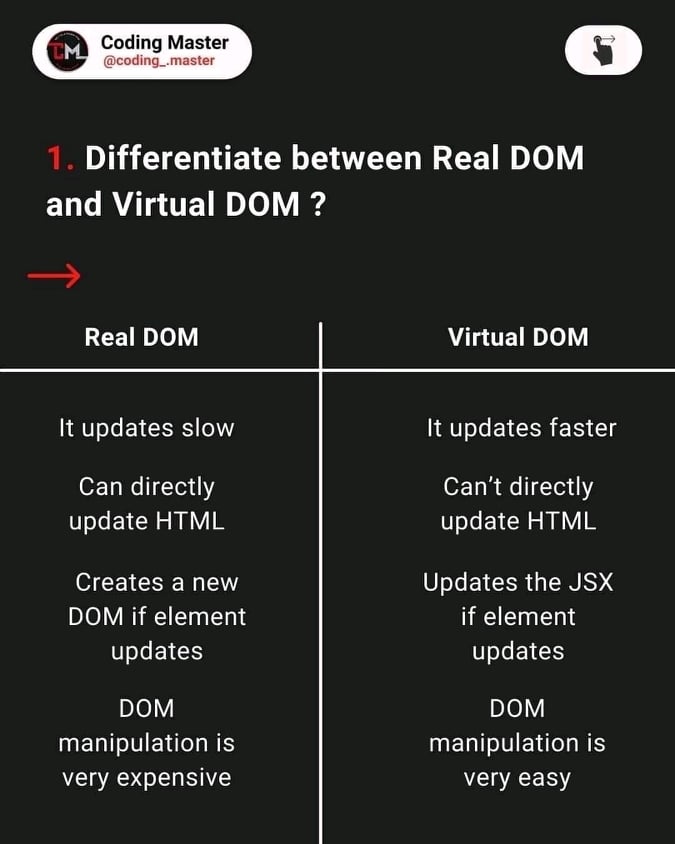 Coding Master
@coding_.master
1. Differentiate between Real DOM
and Virtual DOM ?
Real DOM
Virtual DOM
It updates slow
It updates faster
Can directly
update HTML
Can't directly
update HTML
Creates a new
DOM if element
updates
Updates the JSX
if element
updates
DOM
manipulation is
very expensive
DOM
manipulation is
very easy